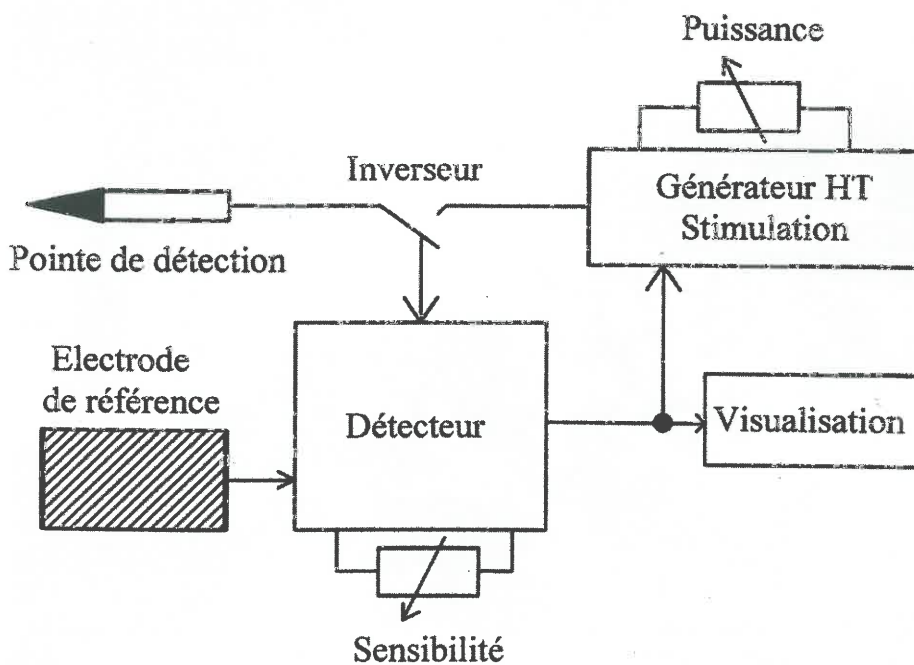 Puissance
Inverseur
Générateur HT
Stimulation
Pointe de détection
Electrode
de référence
Détecteur
Visualisation
Sensibilité